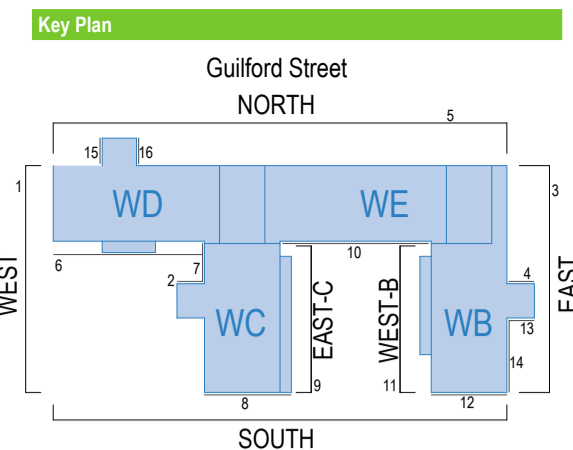 Key Plan
Guilford Street
NORTH
5
15 16
1
3
WD
WE
WEST
EAST
6
7
10
2
4
WC
EAST-C
WEST-B
WB
13
14
8
9
11
12
SOUTH